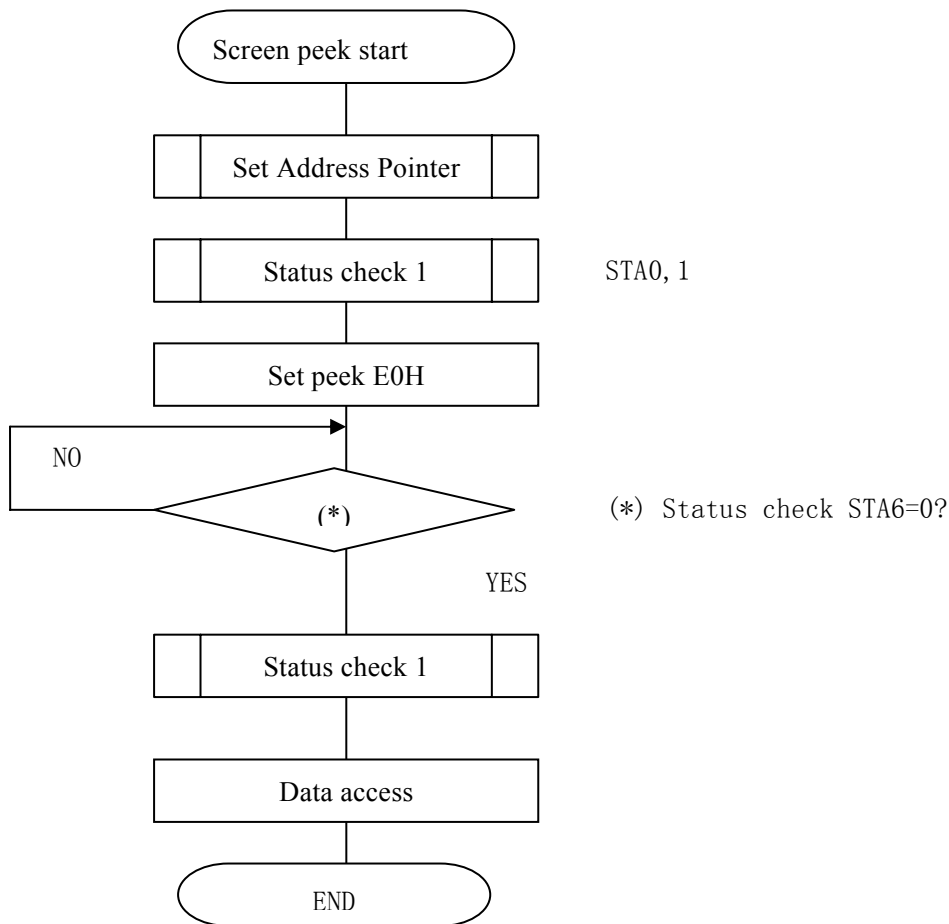 Screen peek start
Set Address Pointer
Status check 1
STA0,1
Set peek E0H
NO
(*)
(*) Status check STA6=0?
YES
Status check 1
Data access
END